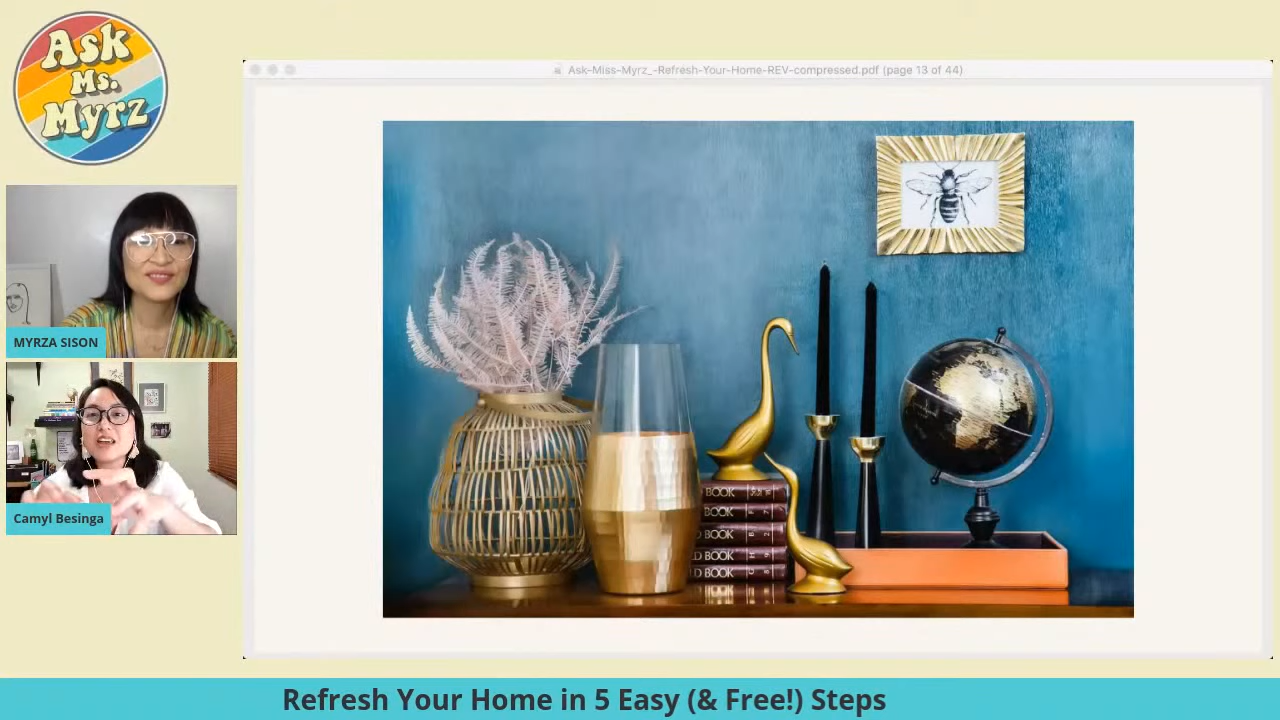 Ask
Ms.
Myrz
Ask-Miss-Myrz_-Refresh-Your-Home-REV-compressed.pdf (page 13 of 44)
MYRZA SISON
BOOK
BOOK
D BOOK
D BOOK
D BOOK
Camyl Besinga
Refresh Your Home in 5 Easy (& Free!) Steps